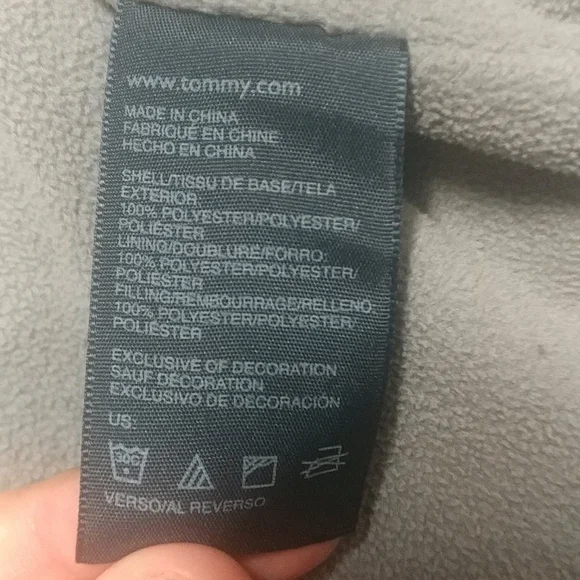 www.tommy.com
MADE IN CHINA
FABRIQUÉ EN CHINE
HECHO EN CHINA
SHELL/TISSU DE BASE/TELA
EXTERIOR
100% POLYESTER/POLYESTER/
POLIÉSTER
LINING/DOUBLURE/FORRO:
100% POLYESTER/POLYESTER/
POLIÉSTER
FILLING/REMBOURRAGE/RELLENO
100% POLYESTER/POLYESTER/
POLIÉSTER
EXCLUSIVE OF DECORATION
SAUF DÉCORATION
EXCLUSIVO DE DECORACIÓN
US:
30C
VERSO/AL REVERSO